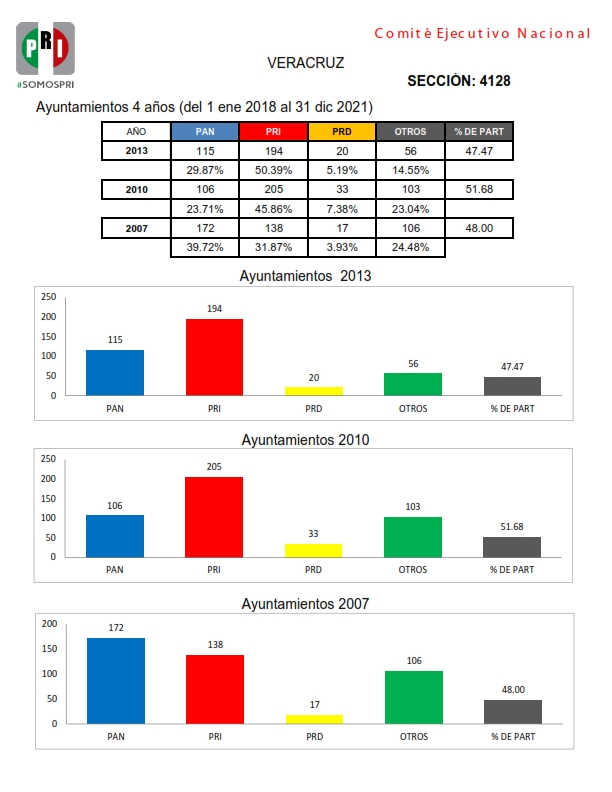 Comité Ejecutivo Nacional
PRI
#SOMOSPRI
VERACRUZ
SECCIÓN: 4128
Ayuntamientos 4 años (del 1 ene 2018 al 31 dic 2021)
AÑO PAN PRI PRD OTROS % DE PART
2013 115 194 20 56 47.47
29.87% 50.39% 5.19% 14.55%
2010 106 205 33 103 51.68
23.71% 45.86% 7.38% 23.04%
2007 172 138 17 106 48.00
39.72% 31.87% 3.93% 24.48%
Ayuntamientos 2013
250
200
150
100
50
0
115
194
20
56
47.47
PAN PRI PRD OTROS % DE PART
Ayuntamientos 2010
250
200
150
100
50
0
106
205
33
103
51.68
PAN PRI PRD OTROS % DE PART
Ayuntamientos 2007
200
150
100
50
0
172
138
17
106
48.00
PAN PRI PRD OTROS % DE PART